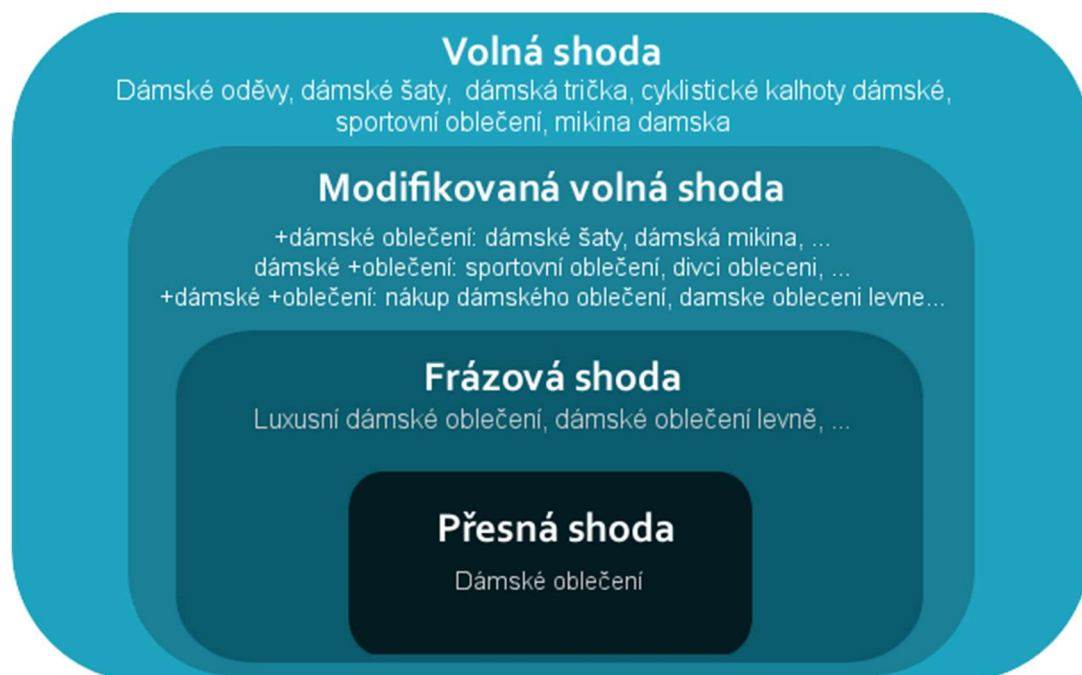 Volná shoda
Dámské oděvy, dámské šaty, dámská trička, cyklistické kalhoty dámské,
sportovní oblečení, mikina damska
Modifikovaná volná shoda
+dámské oblečení: dámské šaty, dámská mikina, ...
dámské +oblečení: sportovní oblečení, divci obleceni, ...
+dámské +oblečení: nákup dámského oblečení, damske obleceni levne...
Frázová shoda
Luxusní dámské oblečení, dámské oblečení levně, ...
Přesná shoda
Dámské oblečení